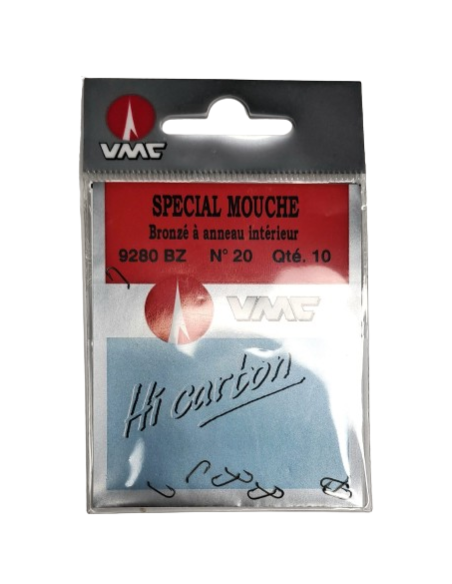 VMC
SPECIAL MOUCHE
Bronzé à anneau intérieur
9280 BZ N° 20 Qté. 10
VMC
Hi carton